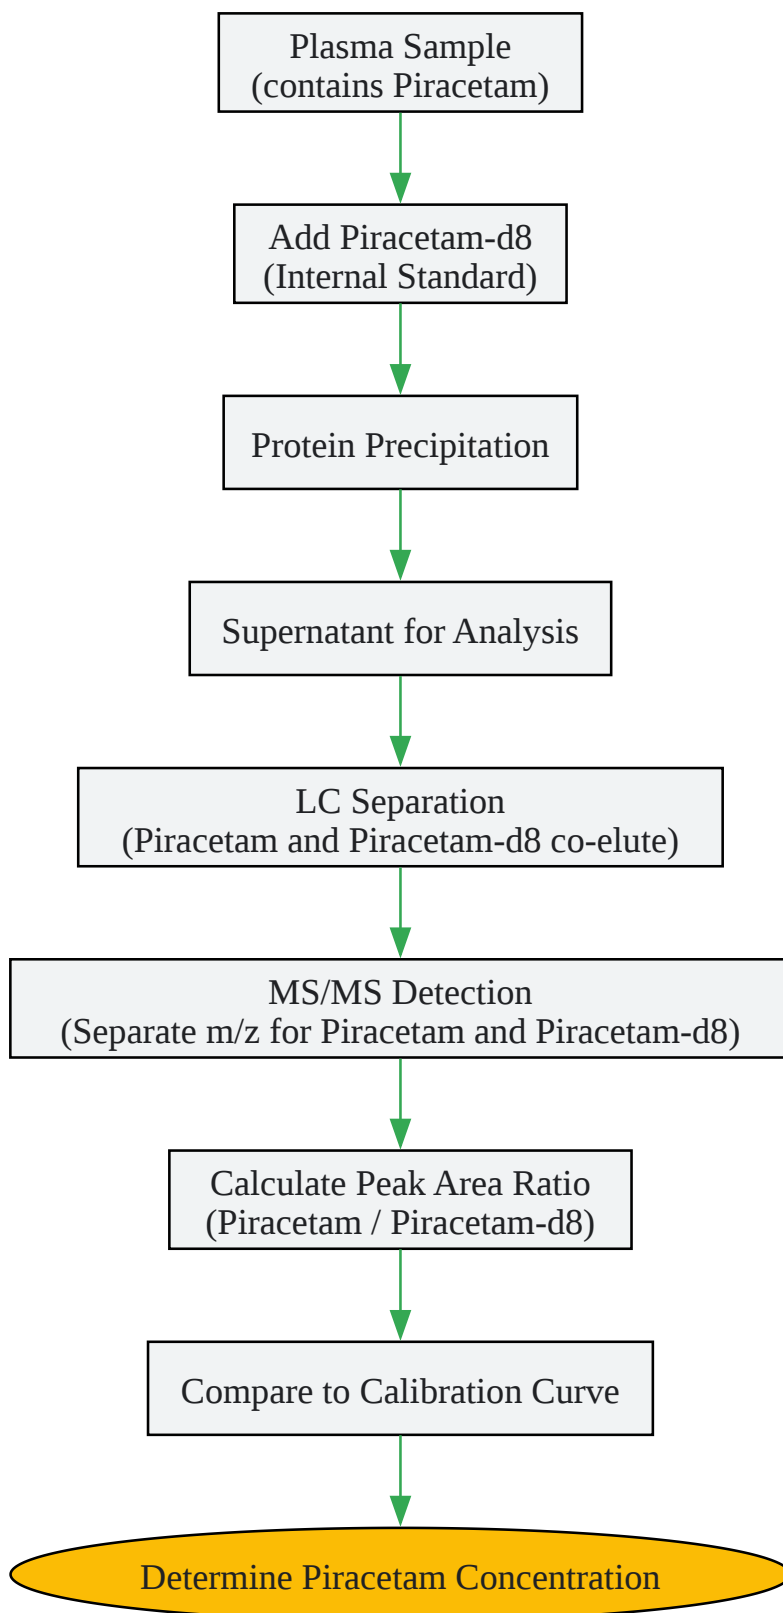 Plasma Sample
(contains Piracetam)
Add Piracetam-d8
(Internal Standard)
Protein Precipitation
Supernatant for Analysis
LC Separation
(Piracetam and Piracetam-d8 co-elute)
MS/MS Detection
(Separate m/z for Piracetam and Piracetam-d8)
Calculate Peak Area Ratio
(Piracetam / Piracetam-d8)
Compare to Calibration Curve
Determine Piracetam Concentration